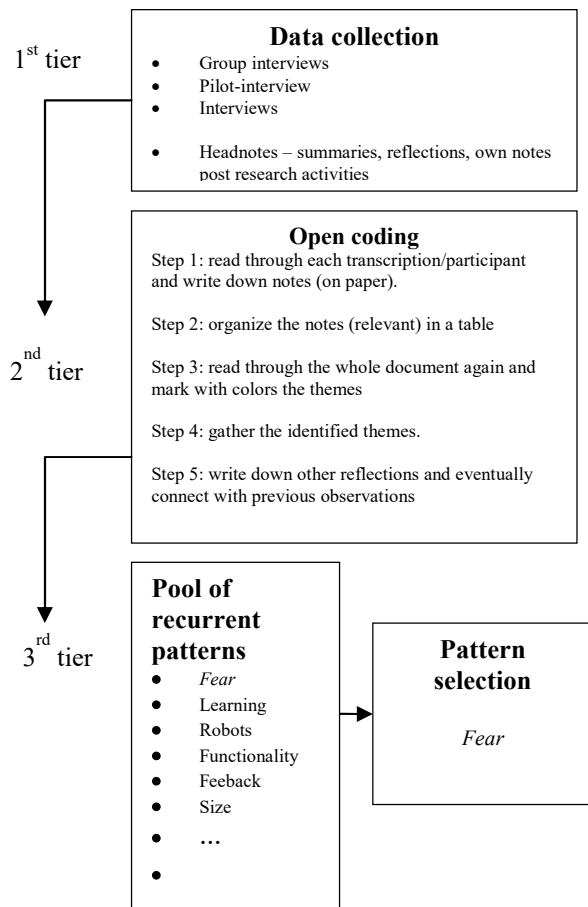 1st tier
Data collection
• Group interviews
• Pilot-interview
• Interviews
• Headnotes – summaries, reflections, own notes
post research activities
2nd tier
Open coding
Step 1: read through each transcription/participant
and write down notes (on paper).
Step 2: organize the notes (relevant) in a table
Step 3: read through the whole document again and
mark with colors the themes
Step 4: gather the identified themes.
Step 5: write down other reflections and eventually
connect with previous observations
3rd tier
Pool of
recurrent
patterns
• Fear
• Learning
• Robots
• Functionality
• Feeback
• Size
• …
•
Pattern
selection
Fear